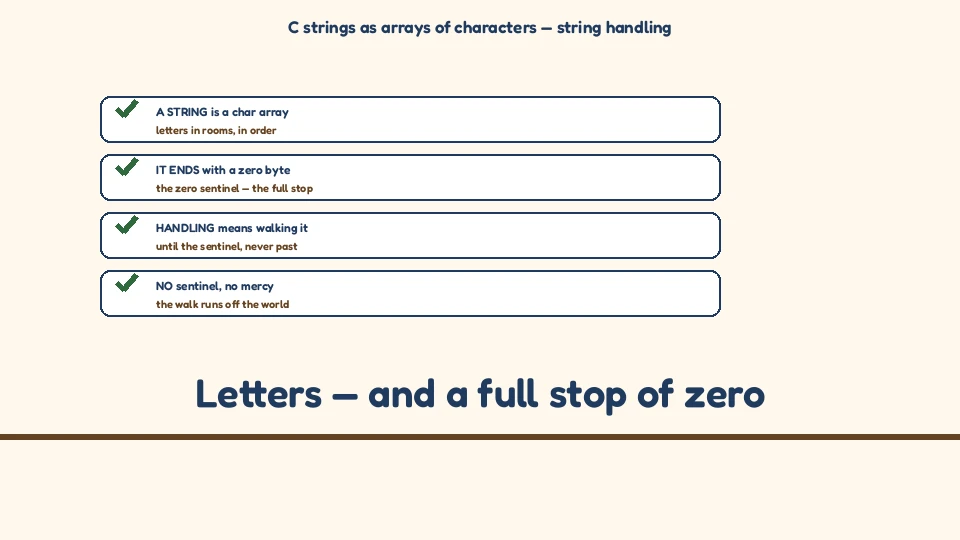 C strings as arrays of characters — string handling
A STRING is a char array
letters in rooms, in order
IT ENDS with a zero byte
the zero sentinel — the full stop
HANDLING means walking it
until the sentinel, never past
NO sentinel, no mercy
the walk runs off the world
Letters — and a full stop of zero